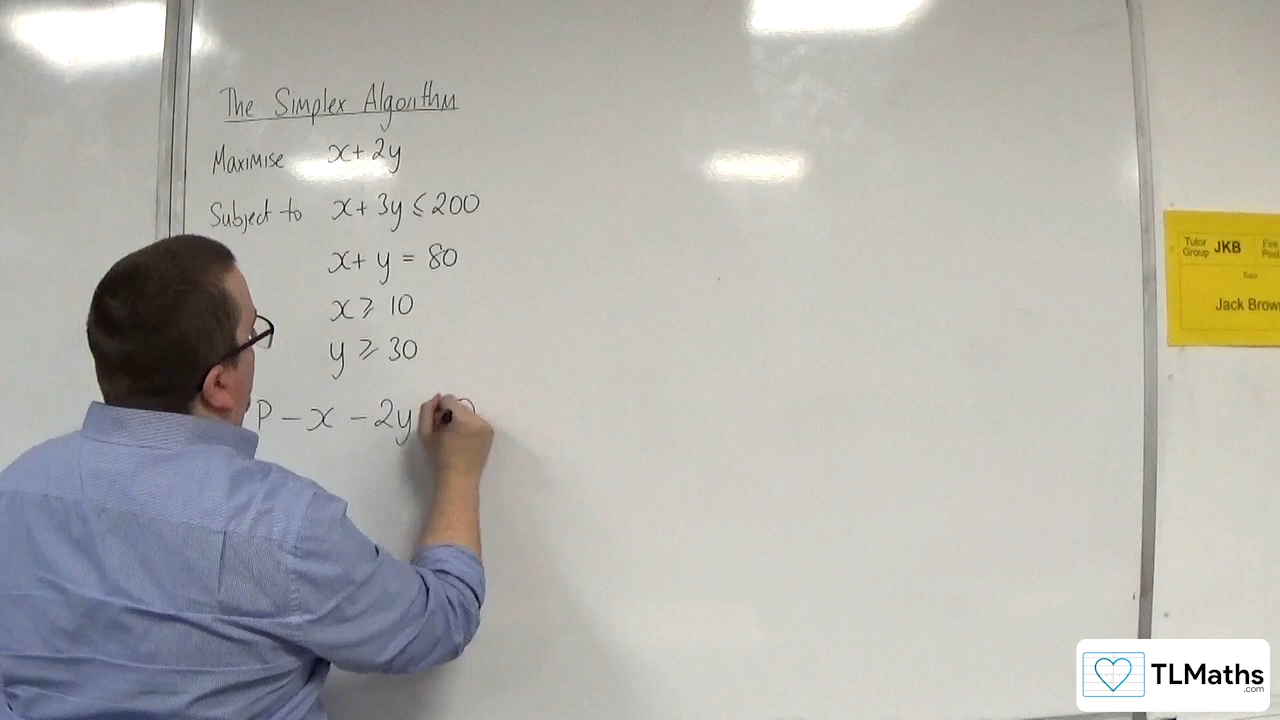 The Simplex Algorithm
Maximise x + 2y
Subject to x + 3y ≤ 200
x + y = 80
x ≥ 10
y ≥ 30
P - x - 2y
Tutor Group JKB
Jack Brown
TLMaths
.com